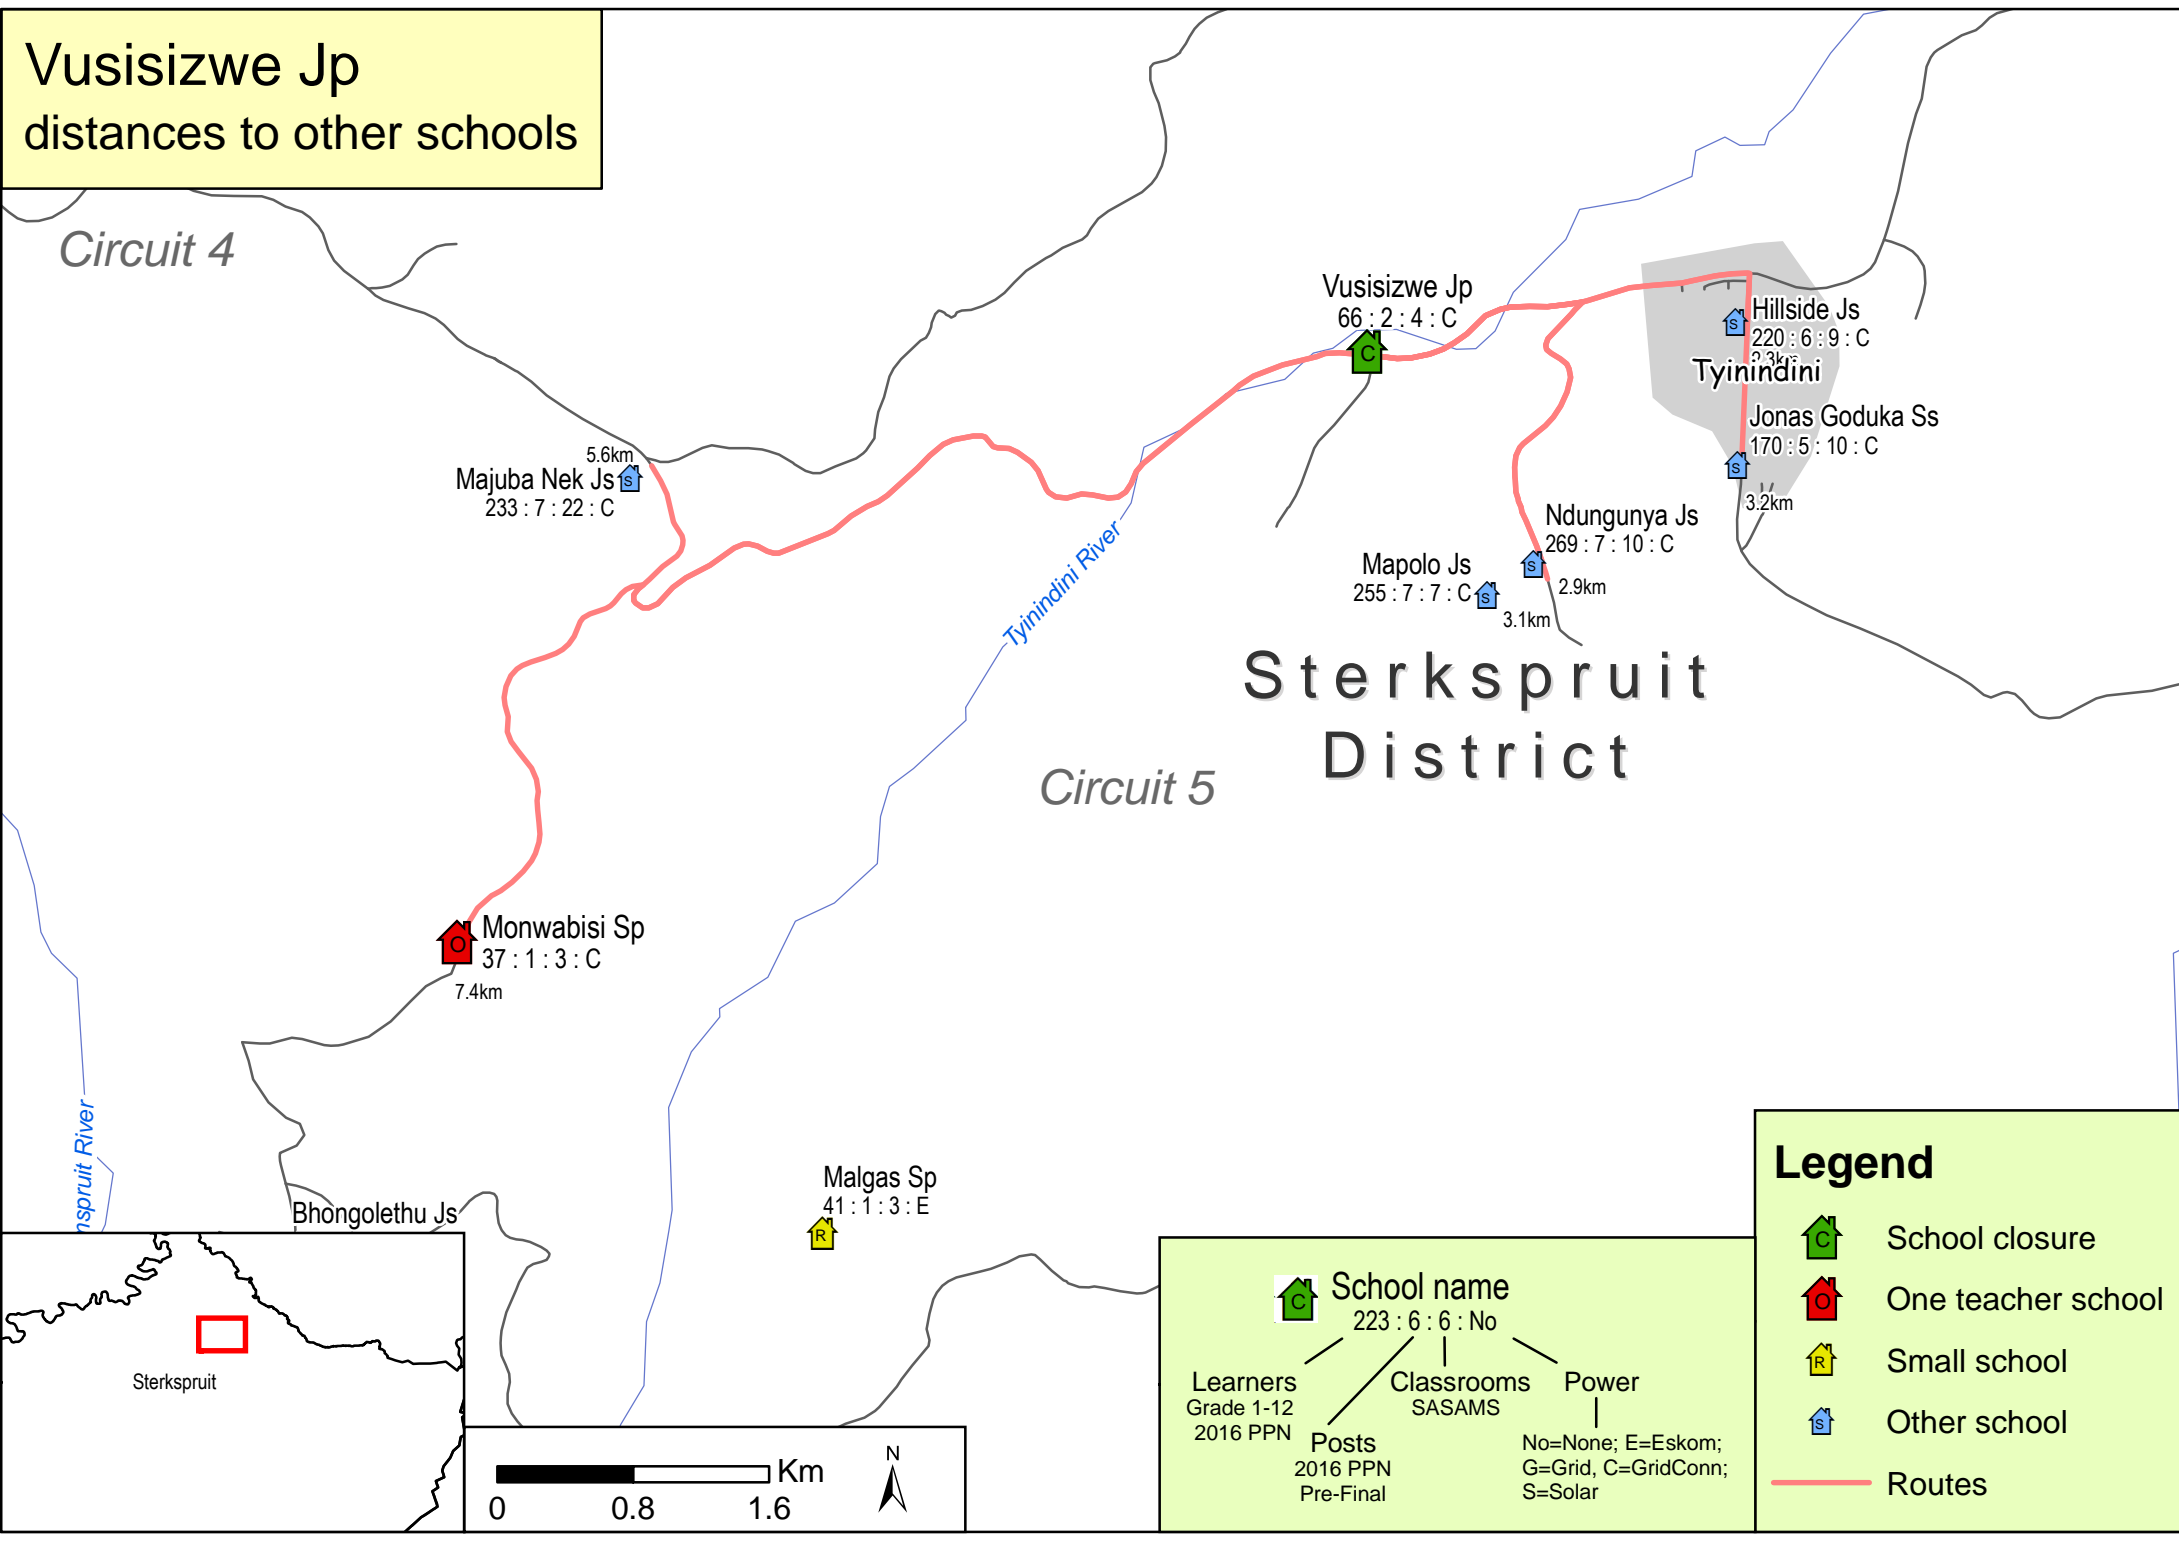 Vusisizwe Jp
distances to other schools
Circuit 4
Vusisizwe Jp
66 : 2 : 4 : C
C
Hillside Js
S
220 : 6 : 9 : C
2.3km
Tyinindini
Jonas Goduka Ss
170 : 5 : 10 : C
S
3.2km
5.6km
Majuba Nek Js
S
233 : 7 : 22 : C
Ndungunya Js
269 : 7 : 10 : C
S
2.9km
Mapolo Js
255 : 7 : 7 : C
S
3.1km
Tyinindini River
Sterkspruit
District
Circuit 5
Monwabisi Sp
O
37 : 1 : 3 : C
7.4km
nspruit River
Malgas Sp
41 : 1 : 3 : E
R
Bhongolethu Js
Sterkspruit
Km
0 0.8 1.6
N
C
School name
223 : 6 : 6 : No
Learners
Grade 1-12
2016 PPN
Posts
2016 PPN
Pre-Final
Classrooms
SASAMS
Power
No=None; E=Eskom;
G=Grid, C=GridConn;
S=Solar
Legend
C School closure
O One teacher school
R Small school
S Other school
Routes